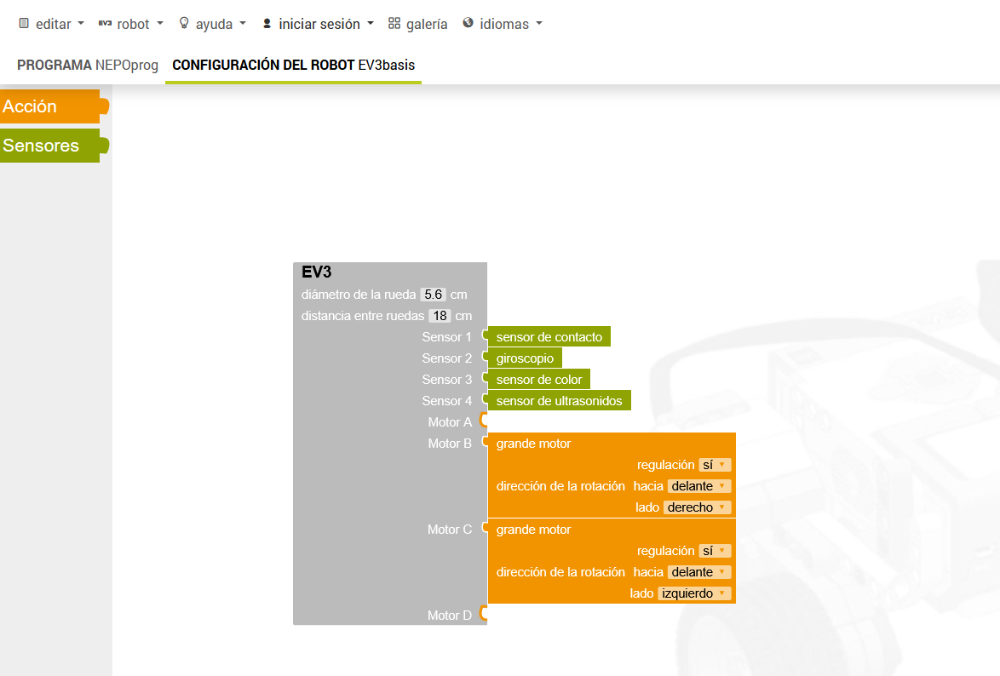 editar EV3 robot ayuda iniciar sesión galería idiomas
PROGRAMA NEPOprog CONFIGURACIÓN DEL ROBOT EV3basis
Acción
Sensores
EV3
diámetro de la rueda 5.6 cm
distancia entre ruedas 18 cm
Sensor 1 sensor de contacto
Sensor 2 giroscopio
Sensor 3 sensor de color
Sensor 4 sensor de ultrasonidos
Motor A
Motor B grande motor
regulación sí
dirección de la rotación hacia delante
lado derecho
Motor C grande motor
regulación sí
dirección de la rotación hacia delante
lado izquierdo
Motor D